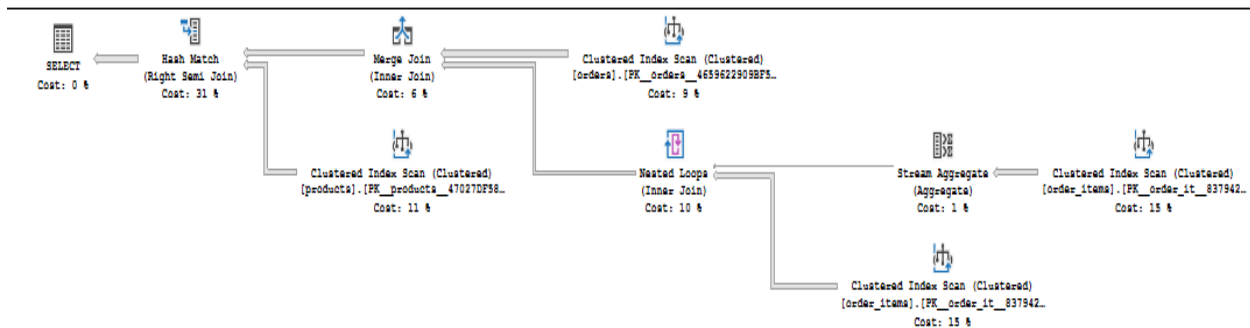 SELECT
Cost: 0 %
Hash Match
(Right Semi Join)
Cost: 31 %
Merge Join
(Inner Join)
Cost: 6 %
Clustered Index Scan (Clustered)
[orders].[PK__orders__4659622909BF5…
Cost: 9 %
Clustered Index Scan (Clustered)
[products].[PK__products__47027DF58…
Cost: 11 %
Nested Loops
(Inner Join)
Cost: 10 %
Stream Aggregate
(Aggregate)
Cost: 1 %
Clustered Index Scan (Clustered)
[order_items].[PK__order_it__837942…
Cost: 15 %
Clustered Index Scan (Clustered)
[order_items].[PK__order_it__837942…
Cost: 15 %